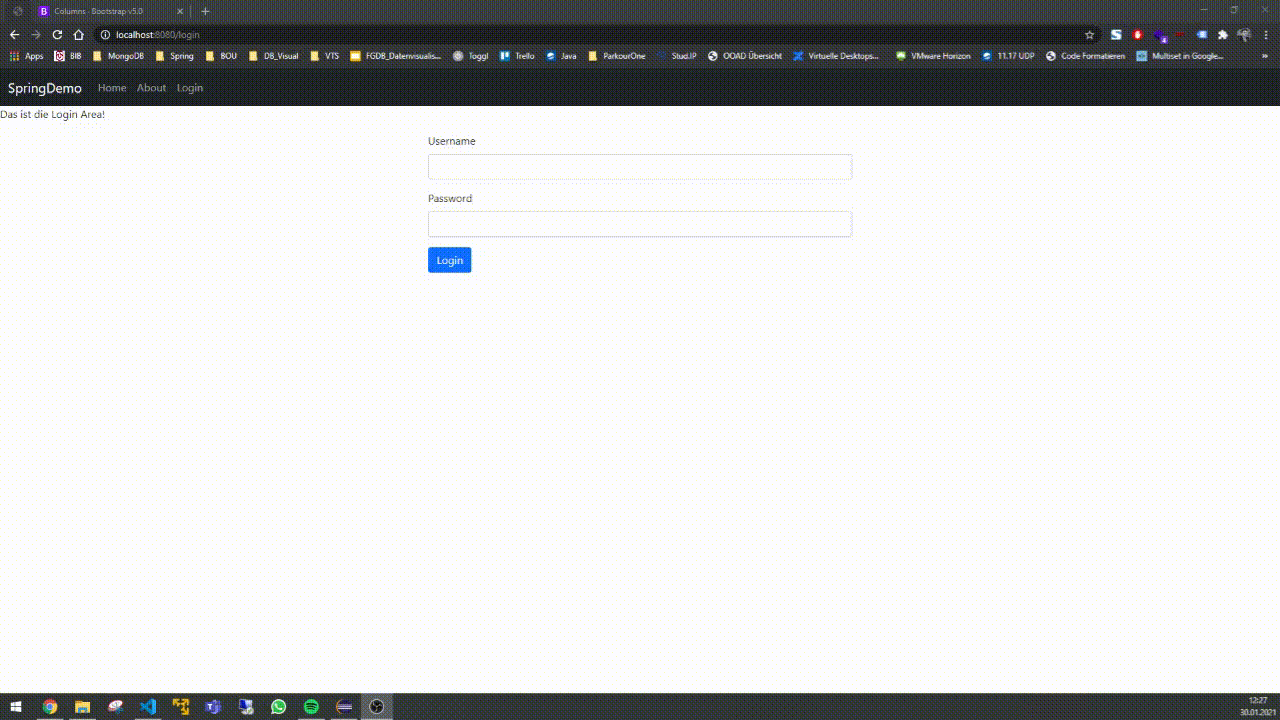 Columns · Bootstrap v5.0
localhost:8080/login
Apps BIB MongoDB Spring BOU DB_Visual VTS FGDB_Datenvisualis... Toggl Trello Java ParkourOne Stud.IP OOAD Übersicht Virtuelle Desktops... VMware Horizon 11.17 UDP Code Formatieren Multiset in Google... »
SpringDemo Home About Login
Das ist die Login Area!
Username
Password
Login
12:27
30.01.2021